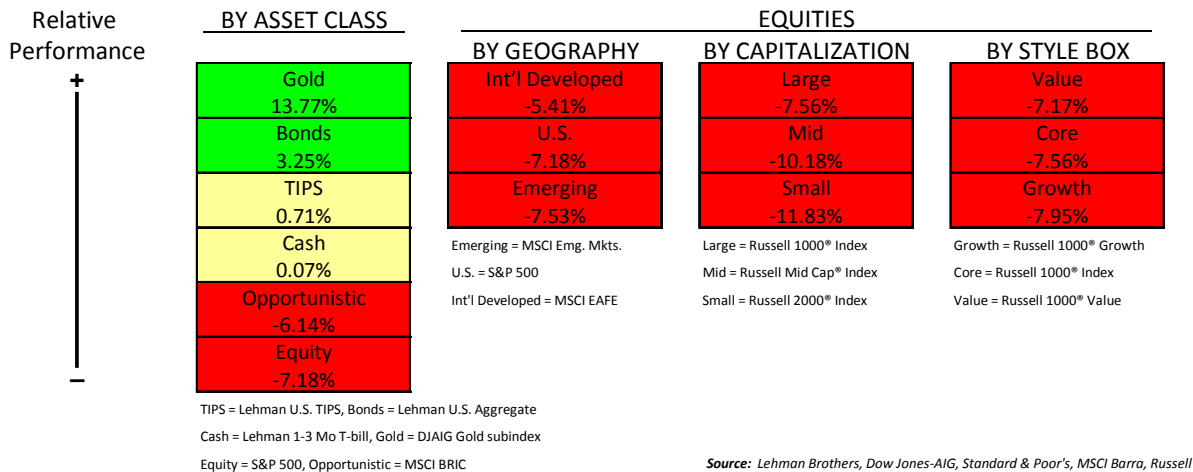 Relative
Performance
+
–
BY ASSET CLASS
Gold
13.77%
Bonds
3.25%
TIPS
0.71%
Cash
0.07%
Opportunistic
-6.14%
Equity
-7.18%
TIPS = Lehman U.S. TIPS, Bonds = Lehman U.S. Aggregate
Cash = Lehman 1-3 Mo T-bill, Gold = DJAIG Gold subindex
Equity = S&P 500, Opportunistic = MSCI BRIC
EQUITIES
BY GEOGRAPHY
Int'l Developed
-5.41%
U.S.
-7.18%
Emerging
-7.53%
Emerging = MSCI Emg. Mkts.
U.S. = S&P 500
Int'l Developed = MSCI EAFE
BY CAPITALIZATION
Large
-7.56%
Mid
-10.18%
Small
-11.83%
Large = Russell 1000® Index
Mid = Russell Mid Cap® Index
Small = Russell 2000® Index
BY STYLE BOX
Value
-7.17%
Core
-7.56%
Growth
-7.95%
Growth = Russell 1000® Growth
Core = Russell 1000® Index
Value = Russell 1000® Value
Source: Lehman Brothers, Dow Jones-AIG, Standard & Poor's, MSCI Barra, Russell